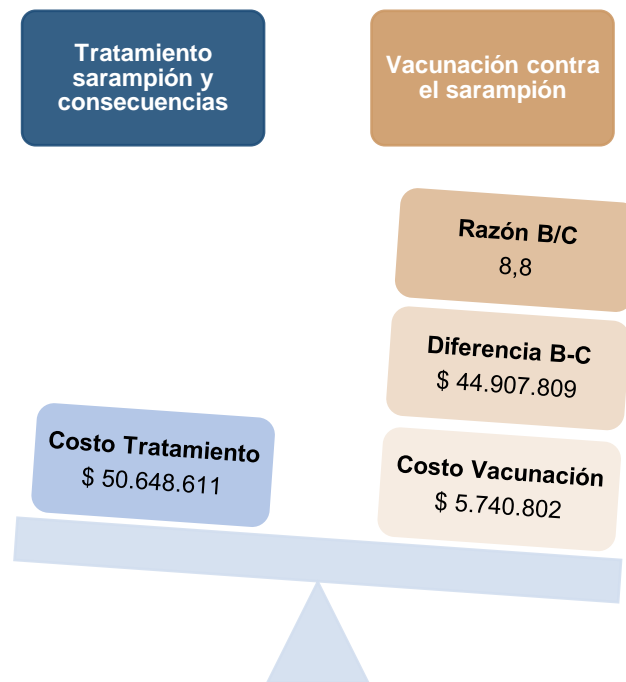 Tratamiento
sarampión y
consecuencias
Vacunación contra
el sarampión
Razón B/C
8,8
Diferencia B-C
$ 44.907.809
Costo Tratamiento
$ 50.648.611
Costo Vacunación
$ 5.740.802